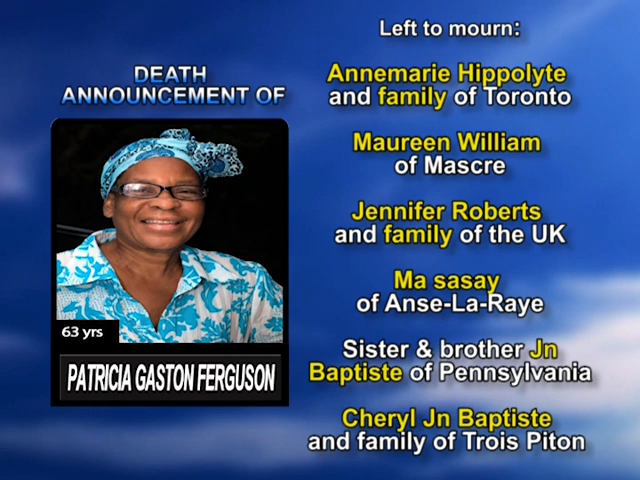 DEATH
ANNOUNCEMENT OF
63 yrs
PATRICIA GASTON FERGUSON
Left to mourn:
Annemarie Hippolyte
and family of Toronto
Maureen William
of Mascre
Jennifer Roberts
and family of the UK
Ma sasay
of Anse-La-Raye
Sister & brother Jn
Baptiste of Pennsylvania
Cheryl Jn Baptiste
and family of Trois Piton